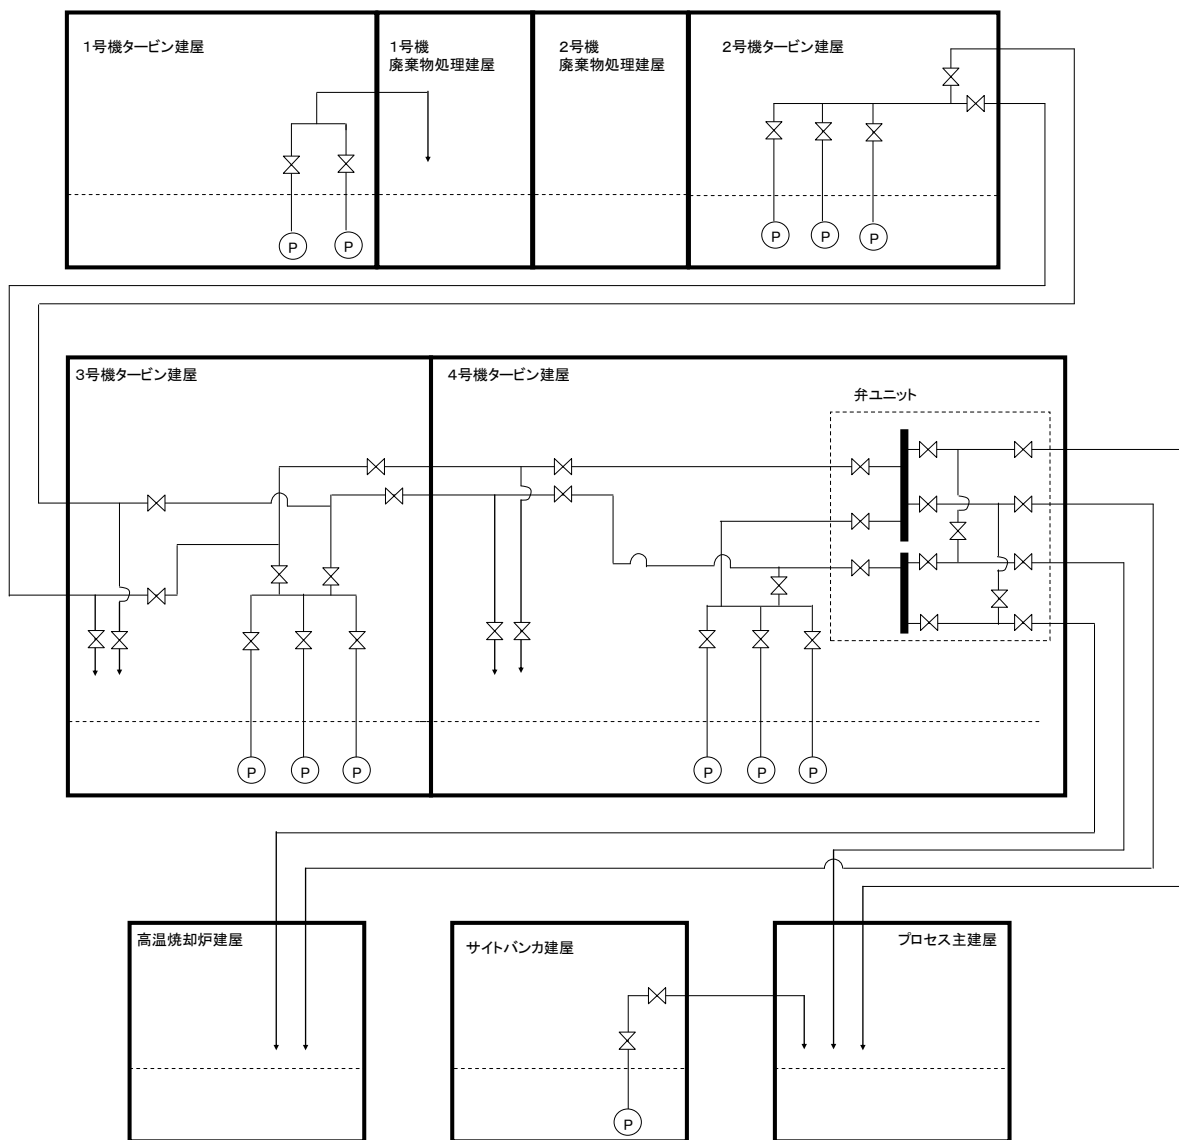 1号機タービン建屋
1号機
廃棄物処理建屋
2号機
廃棄物処理建屋
2号機タービン建屋
P
P
P
P
P
3号機タービン建屋
4号機タービン建屋
弁ユニット
P
P
P
P
P
P
高温焼却炉建屋
サイトバンカ建屋
プロセス主建屋
P